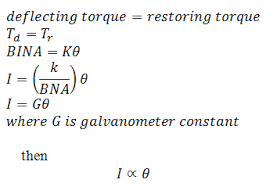 deflecting torque = restoring torque
T_d = T_r
BINA = Kθ
I = (k/BNA) θ
I = Gθ
where G is galvanometer constant
then
I ∝ θ